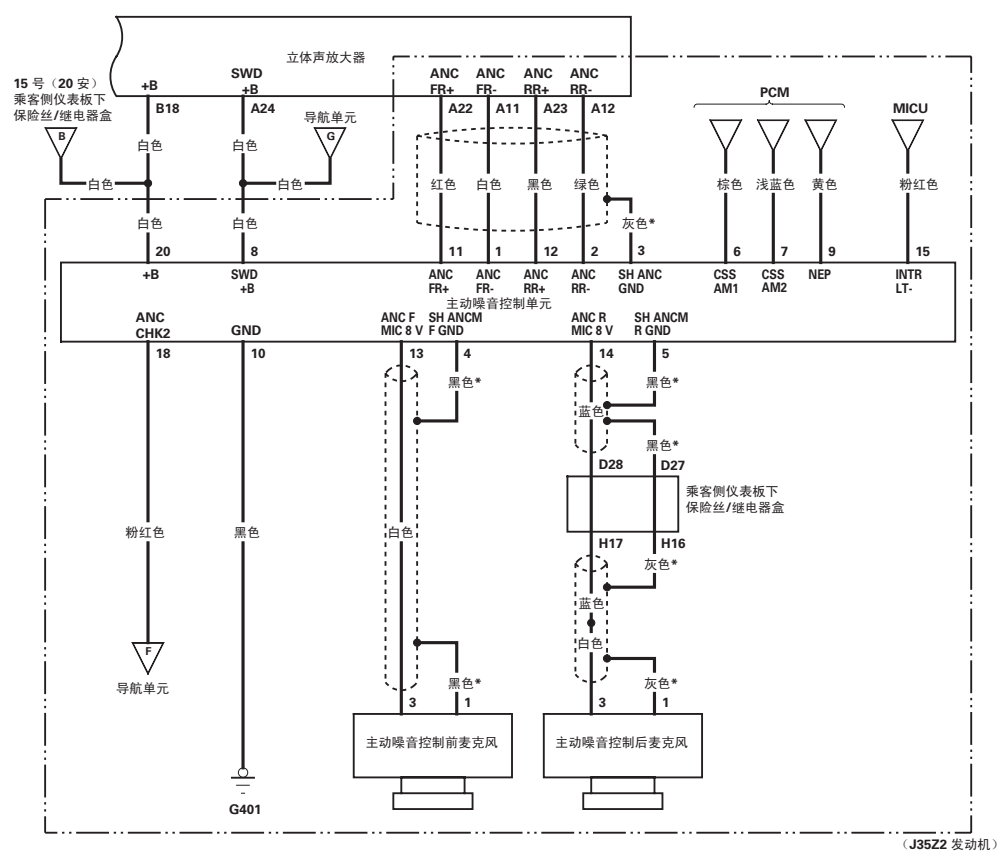 立体声放大器
15 号（20 安）
乘客侧仪表板下
保险丝/继电器盒
+B
SWD
+B
ANC
FR+
ANC
FR-
ANC
RR+
ANC
RR-
B18
A24
A22
A11
A23
A12
导航单元
PCM
MICU
B
G
白色
白色
白色
白色
红色
白色
黑色
绿色
棕色
浅蓝色
黄色
粉红色
白色
白色
灰色*
20
8
11
1
12
2
3
6
7
9
15
+B
SWD
+B
ANC
FR+
ANC
FR-
ANC
RR+
ANC
RR-
SH ANC
GND
CSS
AM1
CSS
AM2
NEP
INTR
LT-
主动噪音控制单元
ANC
CHK2
GND
ANC F
MIC 8 V
SH ANCM
F GND
ANC R
MIC 8 V
SH ANCM
R GND
18
10
13
4
14
5
黑色*
黑色*
蓝色
黑色*
D28
D27
乘客侧仪表板下
保险丝/继电器盒
粉红色
黑色
白色
H17
H16
灰色*
蓝色
白色
F
导航单元
黑色*
灰色*
3
1
3
1
主动噪音控制前麦克风
主动噪音控制后麦克风
G401
（J35Z2 发动机）